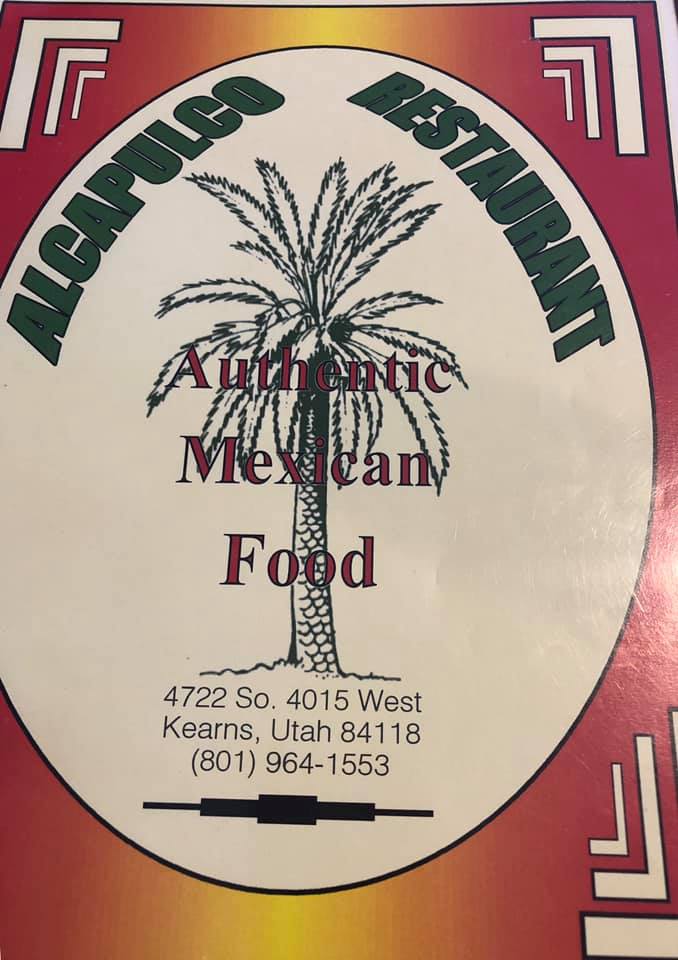 ALCAPULCO RESTAURANT
Authentic
Mexican
Food
4722 So. 4015 West
Kearns, Utah 84118
(801) 964-1553